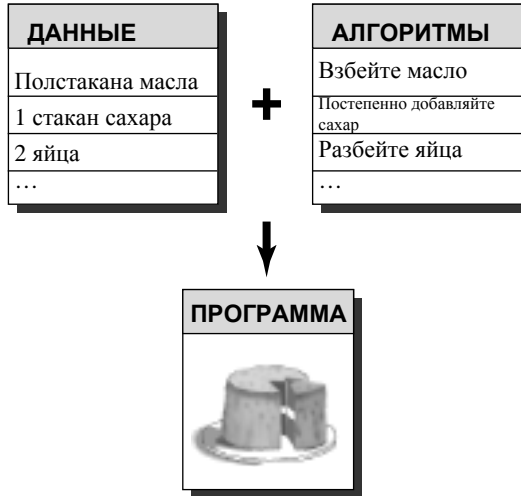 ДАННЫЕ
Полстакана масла
1 стакан сахара
2 яйца
…
+
АЛГОРИТМЫ
Взбейте масло
Постепенно добавляйте
сахар
Разбейте яйца
…
ПРОГРАММА